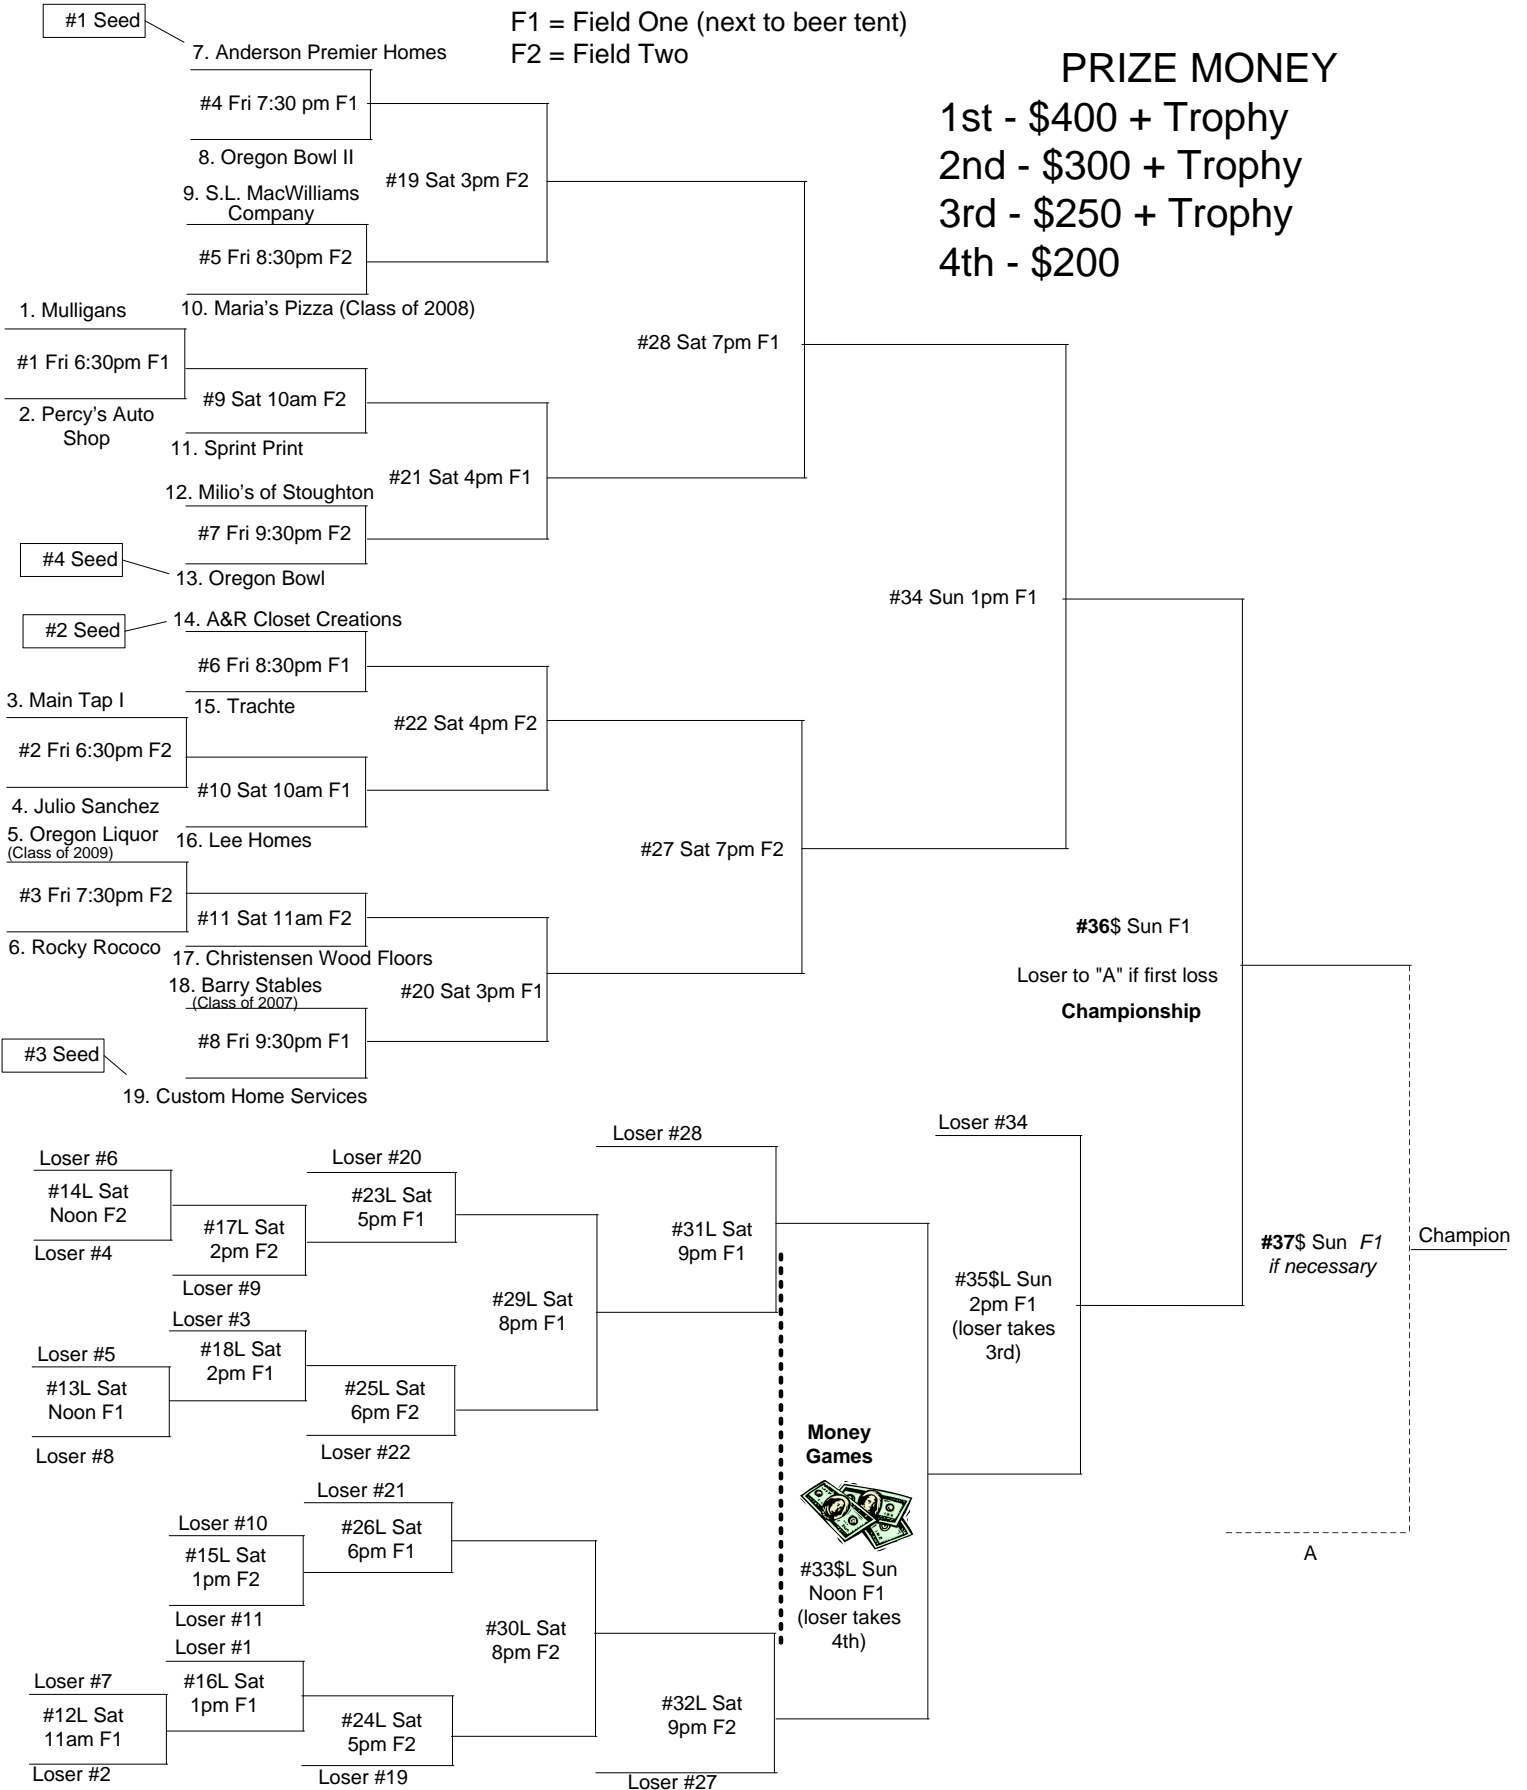 #1 Seed
F1 = Field One (next to beer tent)
F2 = Field Two
PRIZE MONEY
1st - $400 + Trophy
2nd - $300 + Trophy
3rd - $250 + Trophy
4th - $200
7. Anderson Premier Homes
#4 Fri 7:30 pm F1
8. Oregon Bowl II
#19 Sat 3pm F2
9. S.L. MacWilliams
Company
#5 Fri 8:30pm F2
10. Maria's Pizza (Class of 2008)
1. Mulligans
#1 Fri 6:30pm F1
2. Percy's Auto
Shop
#28 Sat 7pm F1
#9 Sat 10am F2
11. Sprint Print
#21 Sat 4pm F1
12. Milio's of Stoughton
#7 Fri 9:30pm F2
#4 Seed
13. Oregon Bowl
#34 Sun 1pm F1
#2 Seed
14. A&R Closet Creations
#6 Fri 8:30pm F1
15. Trachte
3. Main Tap I
#22 Sat 4pm F2
#2 Fri 6:30pm F2
#10 Sat 10am F1
4. Julio Sanchez
5. Oregon Liquor
(Class of 2009)
16. Lee Homes
#27 Sat 7pm F2
#3 Fri 7:30pm F2
#11 Sat 11am F2
6. Rocky Rococo
17. Christensen Wood Floors
18. Barry Stables
(Class of 2007)
#20 Sat 3pm F1
#8 Fri 9:30pm F1
#3 Seed
19. Custom Home Services
#36$ Sun F1
Loser to "A" if first loss
Championship
Loser #34
Loser #28
Loser #6
#14L Sat
Noon F2
Loser #4
#17L Sat
2pm F2
Loser #9
Loser #20
#23L Sat
5pm F1
#31L Sat
9pm F1
#37$ Sun F1
if necessary
Champion
#35$L Sun
2pm F1
(loser takes
3rd)
#29L Sat
8pm F1
Loser #3
#18L Sat
2pm F1
Loser #5
#13L Sat
Noon F1
Loser #8
#25L Sat
6pm F2
Loser #22
Money
Games
Loser #21
#26L Sat
6pm F1
Loser #10
#15L Sat
1pm F2
Loser #11
#33$L Sun
Noon F1
(loser takes
4th)
A
#30L Sat
8pm F2
Loser #1
#16L Sat
1pm F1
Loser #7
#12L Sat
11am F1
Loser #2
#24L Sat
5pm F2
Loser #19
#32L Sat
9pm F2
Loser #27